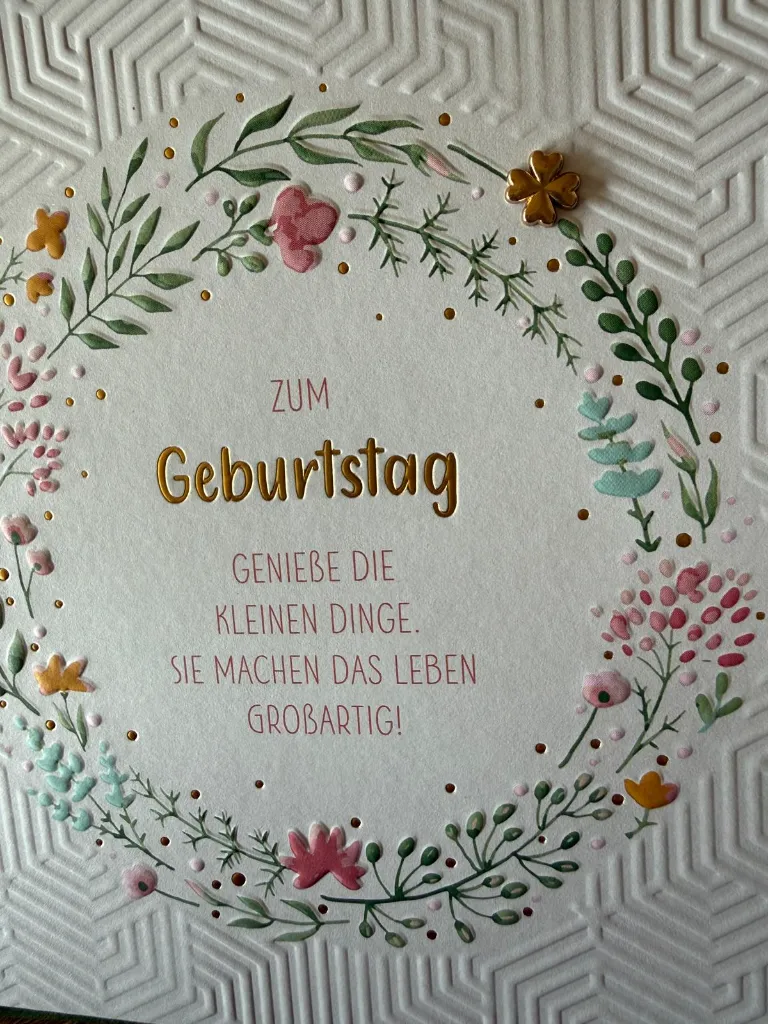 ZUM
Geburtstag
GENIEßE DIE
KLEINEN DINGE.
SIE MACHEN DAS LEBEN
GROßARTIG!